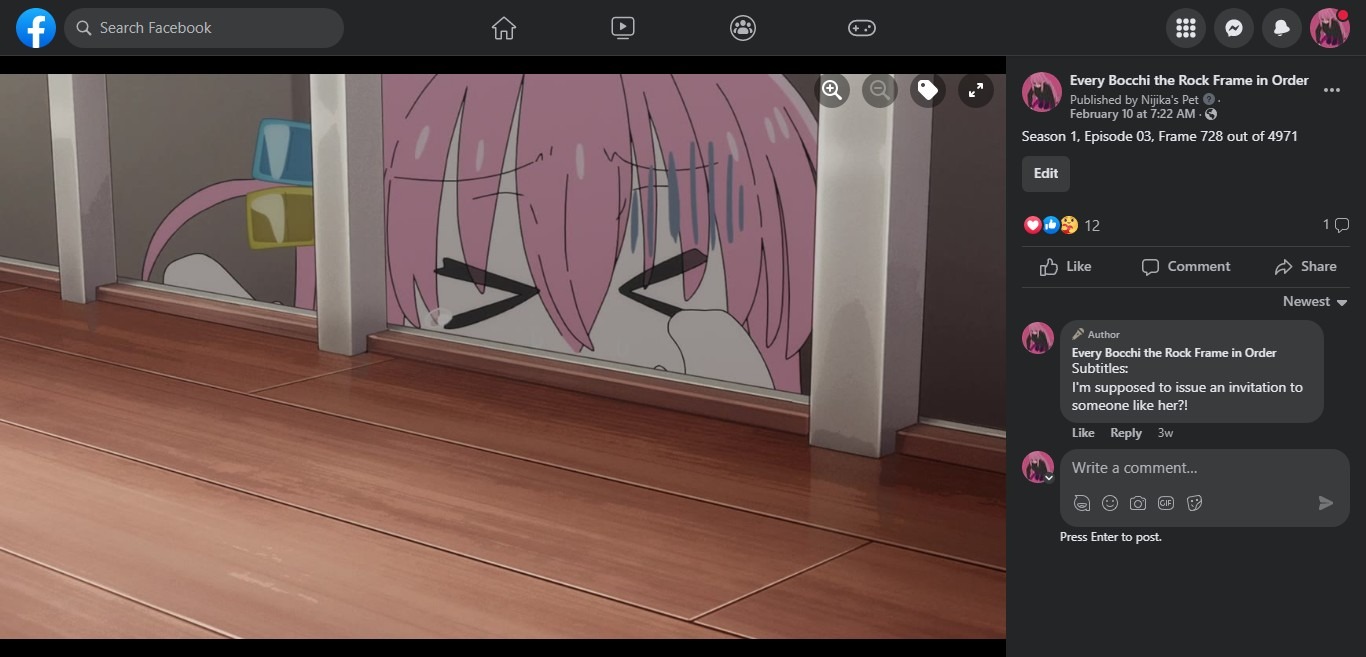 Search Facebook
Every Bocchi the Rock Frame in Order
Published by Nijika's Pet ·
February 10 at 7:22 AM ·
Season 1, Episode 03, Frame 728 out of 4971
Edit
12
1
Like Comment Share
Newest
Author
Every Bocchi the Rock Frame in Order
Subtitles:
I'm supposed to issue an invitation to
someone like her?!
Like Reply 3w
Write a comment...
GIF
Press Enter to post.